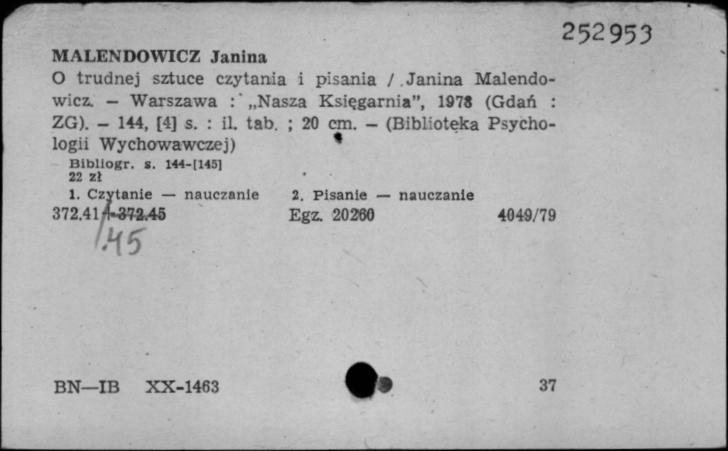 252953
MALENDOWICZ Janina
O trudnej sztuce czytania i pisania / Janina Malendo-
wicz. — Warszawa : „Nasza Księgarnia”, 1978 (Gdań :
ZG). — 144, [4] s. : il. tab. ; 20 cm. — (Biblioteka Psycho-
logii Wychowawczej)
Bibliogr. s. 144-[145]
22 zł
1. Czytanie — nauczanie 2. Pisanie — nauczanie
372.41/+372.45 Egz. 20260 4049/79
/.45
BN—IB XX-1463 37